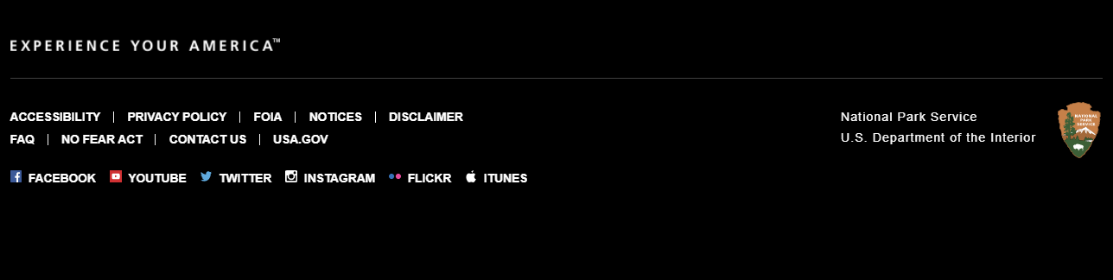 EXPERIENCE YOUR AMERICA™
ACCESSIBILITY | PRIVACY POLICY | FOIA | NOTICES | DISCLAIMER
FAQ | NO FEAR ACT | CONTACT US | USA.GOV
FACEBOOK YOUTUBE TWITTER INSTAGRAM FLICKR ITUNES
National Park Service
U.S. Department of the Interior
NATIONAL
PARK
SERVICE